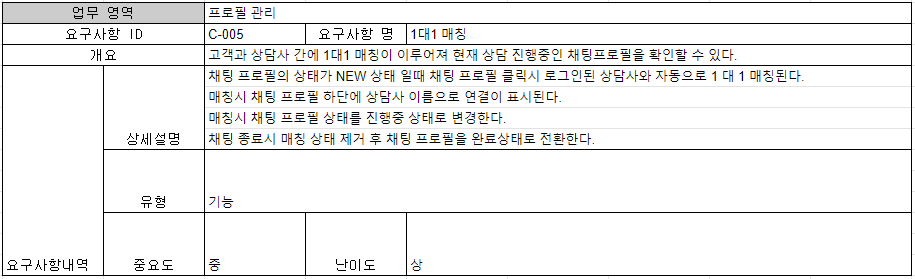 업무 영역 프로필 관리
요구사항 ID C-005 요구사항 명 1대1 매칭
개요 고객과 상담사 간에 1대1 매칭이 이루어져 현재 상담 진행중인 채팅프로필을 확인할 수 있다.
채팅 프로필의 상태가 NEW 상태 일때 채팅 프로필 클릭시 로그인된 상담사와 자동으로 1 대 1 매칭된다.
매칭시 채팅 프로필 하단에 상담사 이름으로 연결이 표시된다.
매칭시 채팅 프로필 상태를 진행중 상태로 변경한다.
상세설명 채팅 종료시 매칭 상태 제거 후 채팅 프로필을 완료상태로 전환한다.
유형 기능
요구사항내역 중요도 중 난이도 상